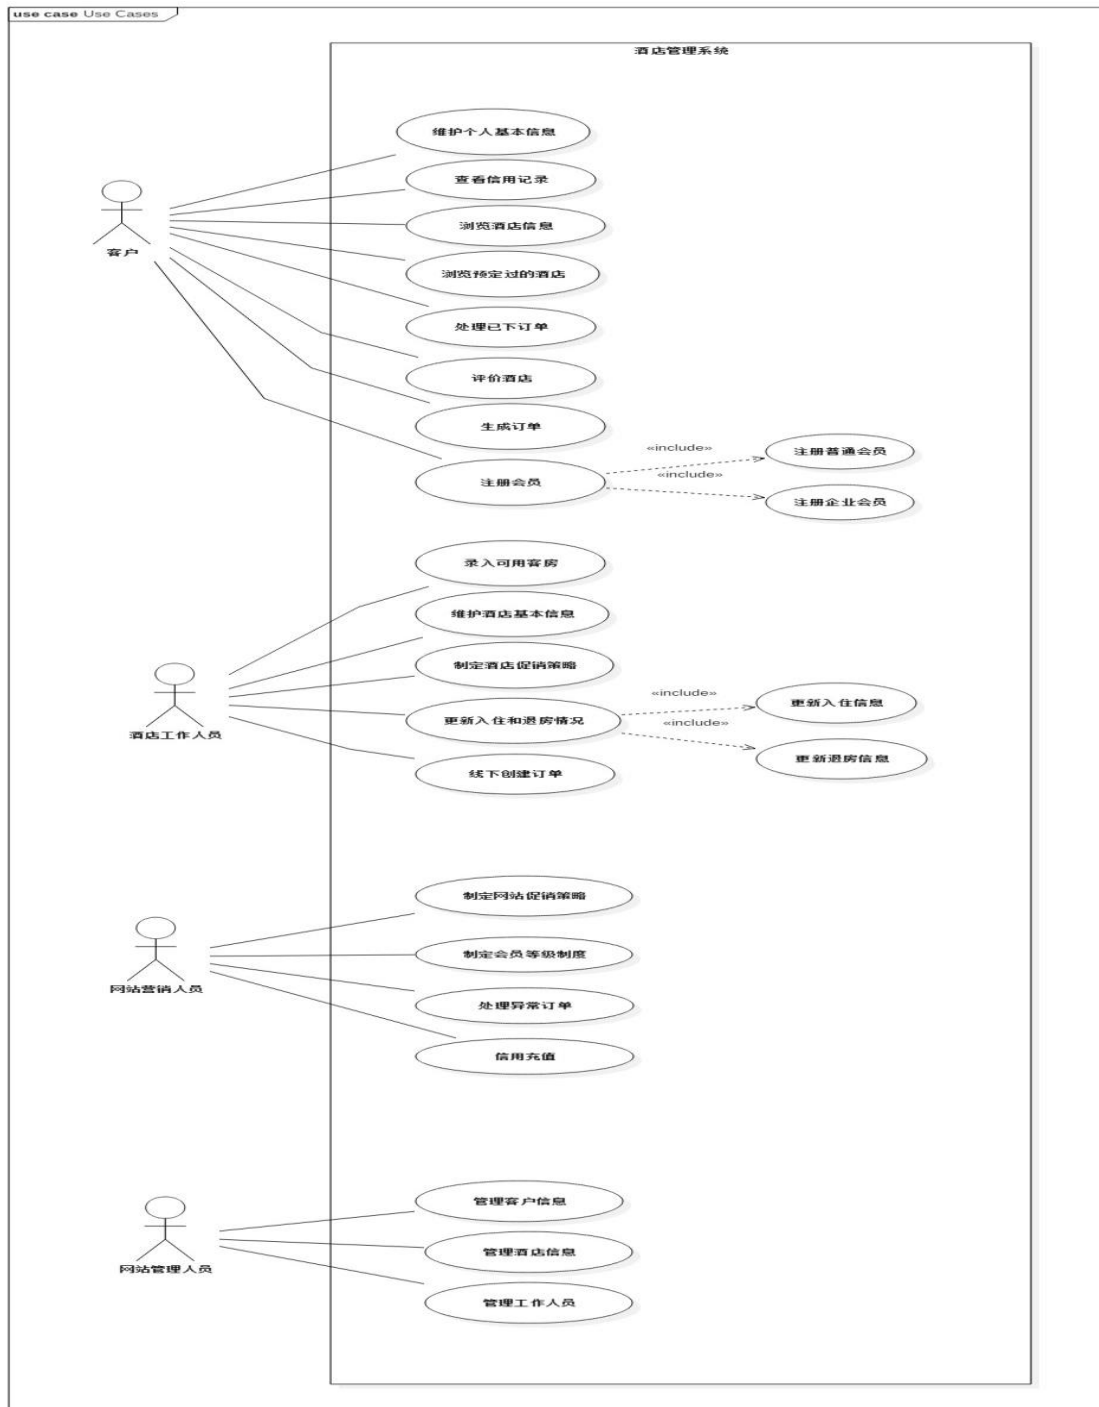 use case Use Cases
酒店管理系统
维护个人基本信息
查看信用记录
浏览酒店信息
客户
浏览预定过的酒店
处理已下订单
评价酒店
生成订单
«include»
注册普通会员
«include»
注册会员
注册企业会员
录入可用客房
维护酒店基本信息
制定酒店促销策略
«include»
更新入住信息
更新入住和退房情况
«include»
酒店工作人员
更新退房信息
线下创建订单
制定网站促销策略
制定会员等级制度
网站营销人员
处理异常订单
信用充值
管理客户信息
管理酒店信息
网站管理人员
管理工作人员